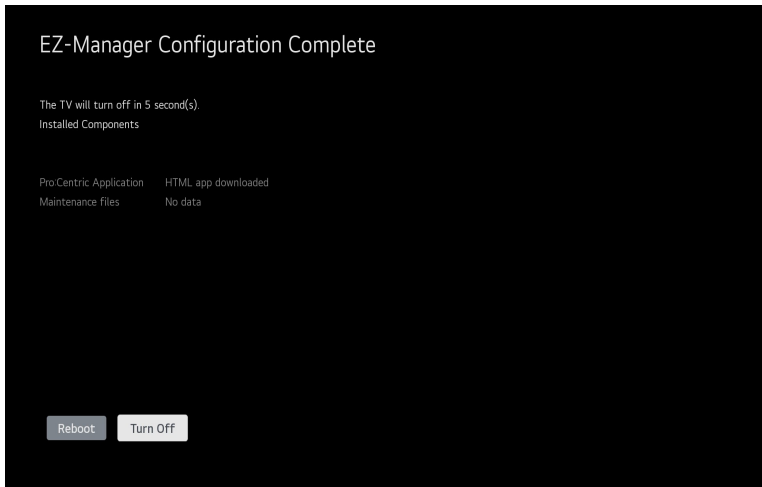 EZ-Manager Configuration Complete
The TV will turn off in 5 second(s).
Installed Components
Pro:Centric Application HTML app downloaded
Maintenance files No data
Reboot Turn Off